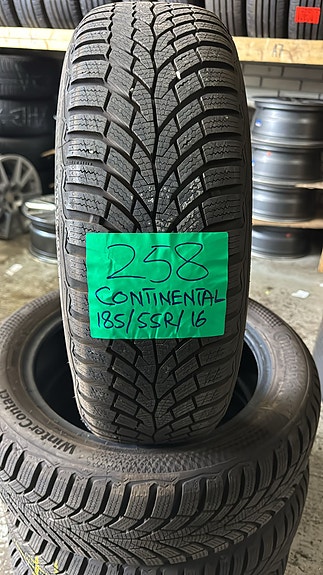 258
CONTINENTAL
185/55R/16
WinterContact